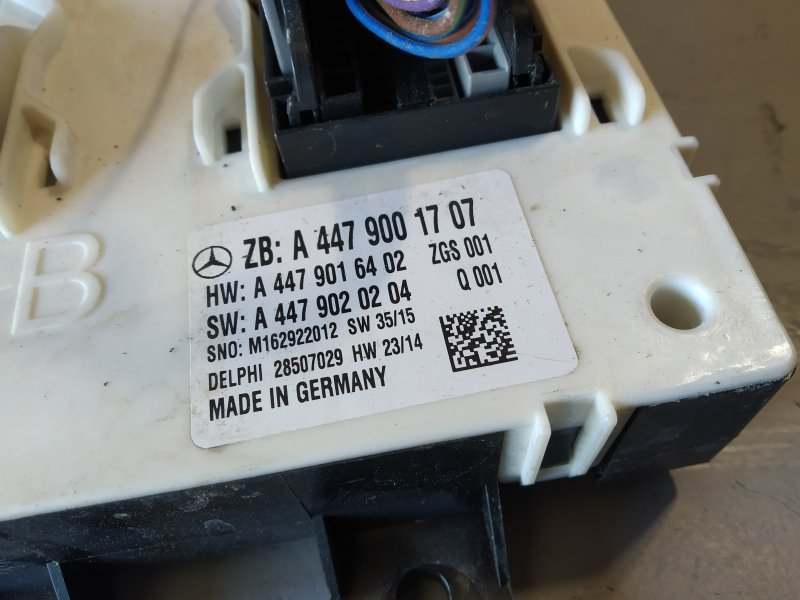 B
ZB: A 447 900 17 07
HW: A 447 901 64 02 ZGS 001
SW: A 447 902 02 04 Q 001
SNO: M162922012 SW 35/15
DELPHI 28507029 HW 23/14
MADE IN GERMANY